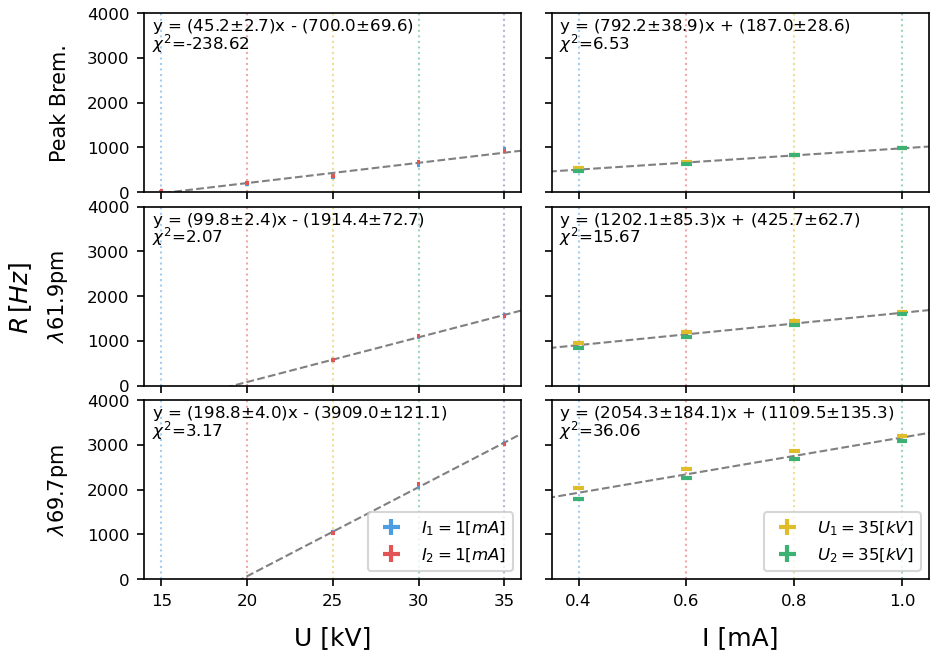 4000
3000
2000
1000
0
Peak Brem.
y = (45.2±2.7)x - (700.0±69.6)
χ²=-238.62
y = (792.2±38.9)x + (187.0±28.6)
χ²=6.53
4000
3000
2000
1000
0
R [Hz]
λ61.9pm
y = (99.8±2.4)x - (1914.4±72.7)
χ²=2.07
y = (1202.1±85.3)x + (425.7±62.7)
χ²=15.67
4000
3000
2000
1000
0
λ69.7pm
y = (198.8±4.0)x - (3909.0±121.1)
χ²=3.17
I₁ = 1[mA]
I₂ = 1[mA]
15 20 25 30 35
U [kV]
y = (2054.3±184.1)x + (1109.5±135.3)
χ²=36.06
U₁ = 35[kV]
U₂ = 35[kV]
0.4 0.6 0.8 1.0
I [mA]